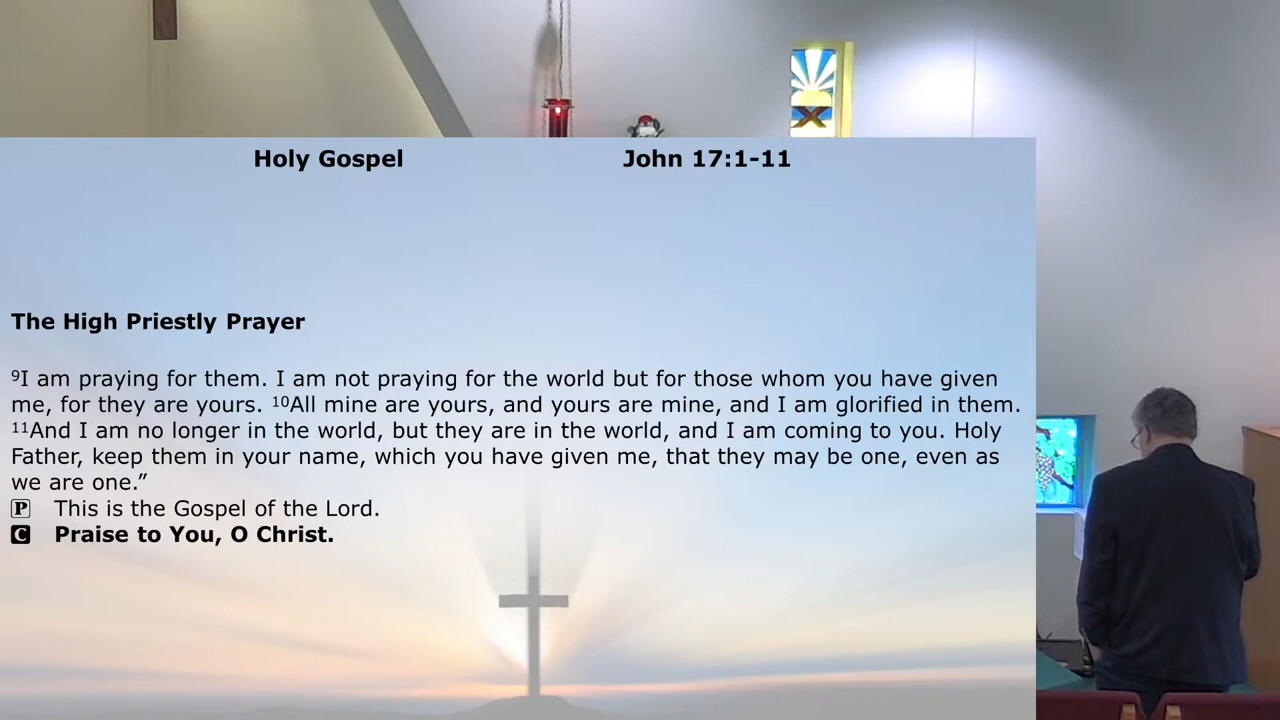 Holy Gospel John 17:1-11
The High Priestly Prayer
⁹I am praying for them. I am not praying for the world but for those whom you have given
me, for they are yours. ¹⁰All mine are yours, and yours are mine, and I am glorified in them.
¹¹And I am no longer in the world, but they are in the world, and I am coming to you. Holy
Father, keep them in your name, which you have given me, that they may be one, even as
we are one.”
P This is the Gospel of the Lord.
C Praise to You, O Christ.